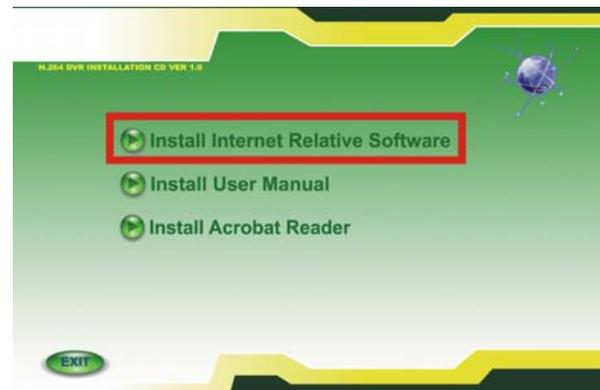 H.264 DVR INSTALLATION CD VER 1.0
Install Internet Relative Software
Install User Manual
Install Acrobat Reader
EXIT